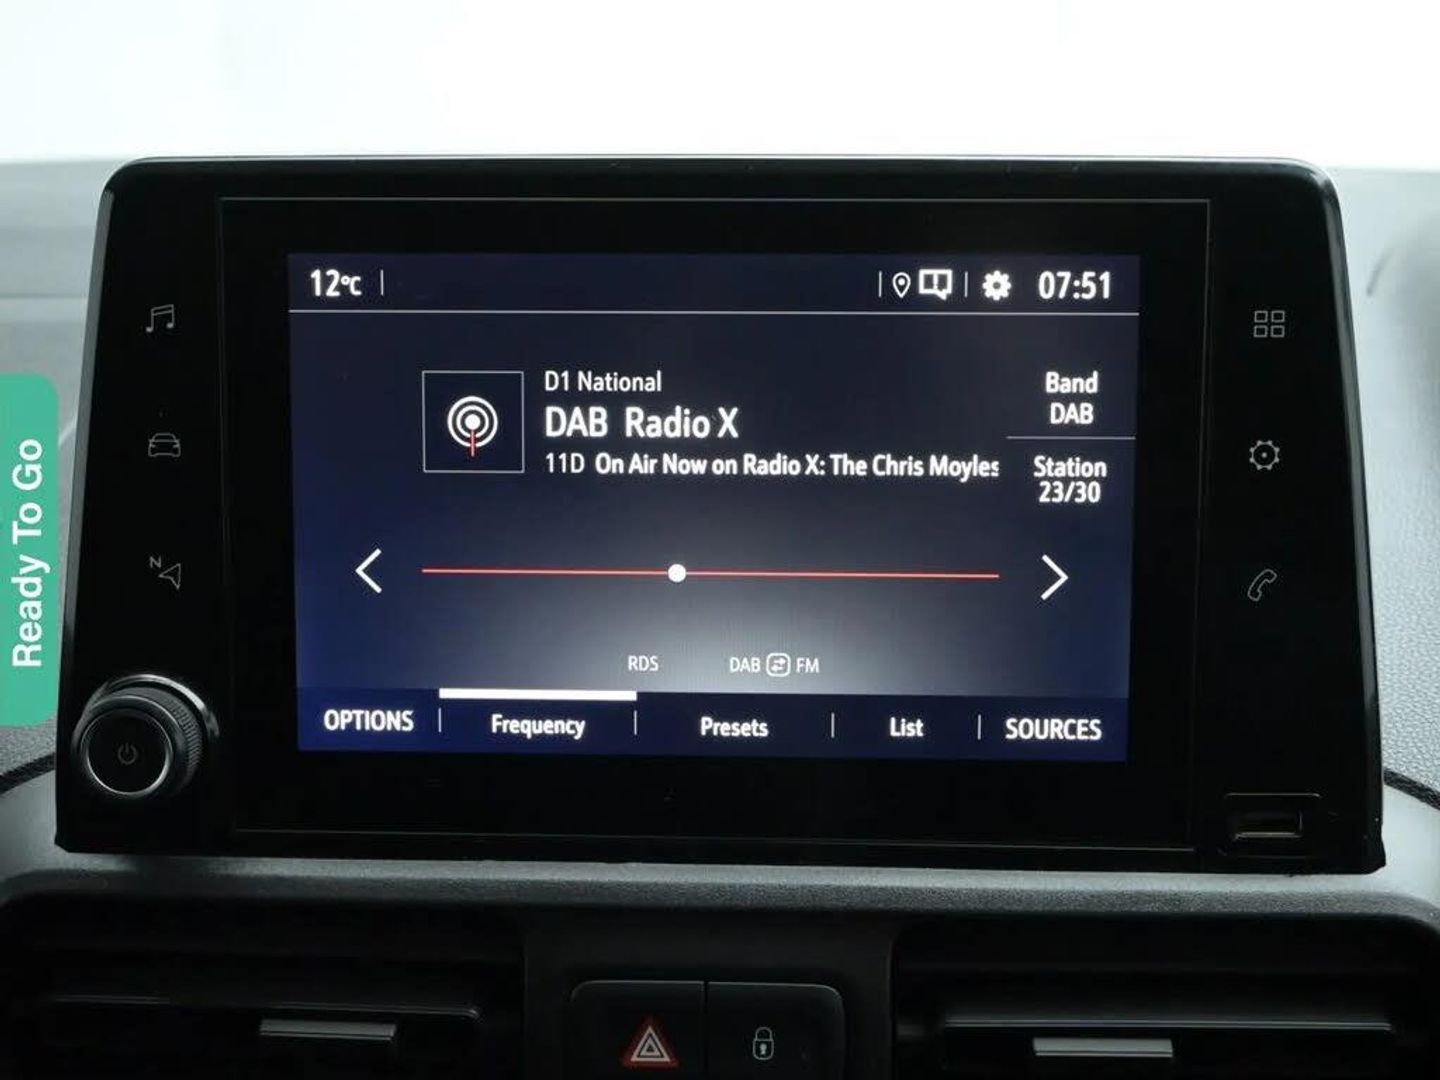 12°C
07:51
D1 National
DAB Radio X
11D On Air Now on Radio X: The Chris Moyles
Band
DAB
Station
23/30
N
RDS
DAB FM
OPTIONS
Frequency
Presets
List
SOURCES
Ready To Go